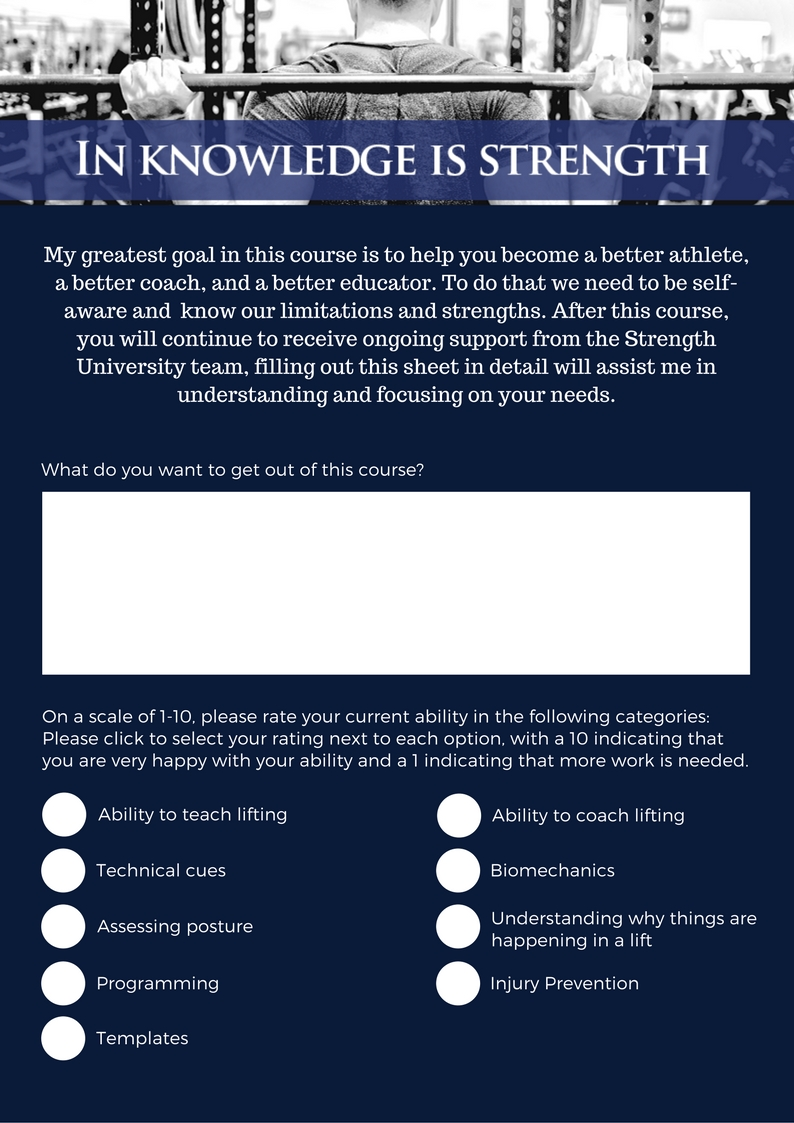 IN KNOWLEDGE IS STRENGTH
My greatest goal in this course is to help you become a better athlete,
a better coach, and a better educator. To do that we need to be self-
aware and  know our limitations and strengths. After this course,
you will continue to receive ongoing support from the Strength
University team, filling out this sheet in detail will assist me in
understanding and focusing on your needs.
What do you want to get out of this course?
On a scale of 1-10, please rate your current ability in the following categories:
Please click to select your rating next to each option, with a 10 indicating that
you are very happy with your ability and a 1 indicating that more work is needed.
Ability to teach lifting
Technical cues
Assessing posture
Programming
Templates
Ability to coach lifting
Biomechanics
Understanding why things are
happening in a lift
Injury Prevention